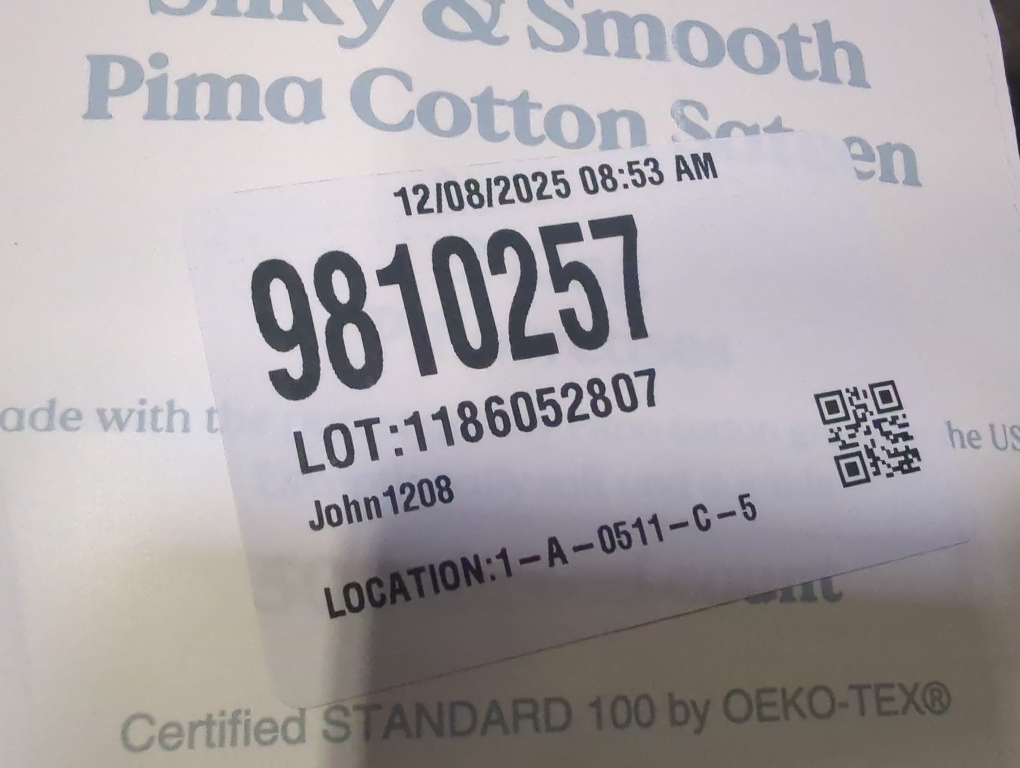 & Smooth
Pima Cotton
12/08/2025 08:53 AM
9810257
LOT:1186052807
ade with t
he US
John1208
LOCATION:1-A-0511-C-5
Certified STANDARD 100 by OEKO-TEX®